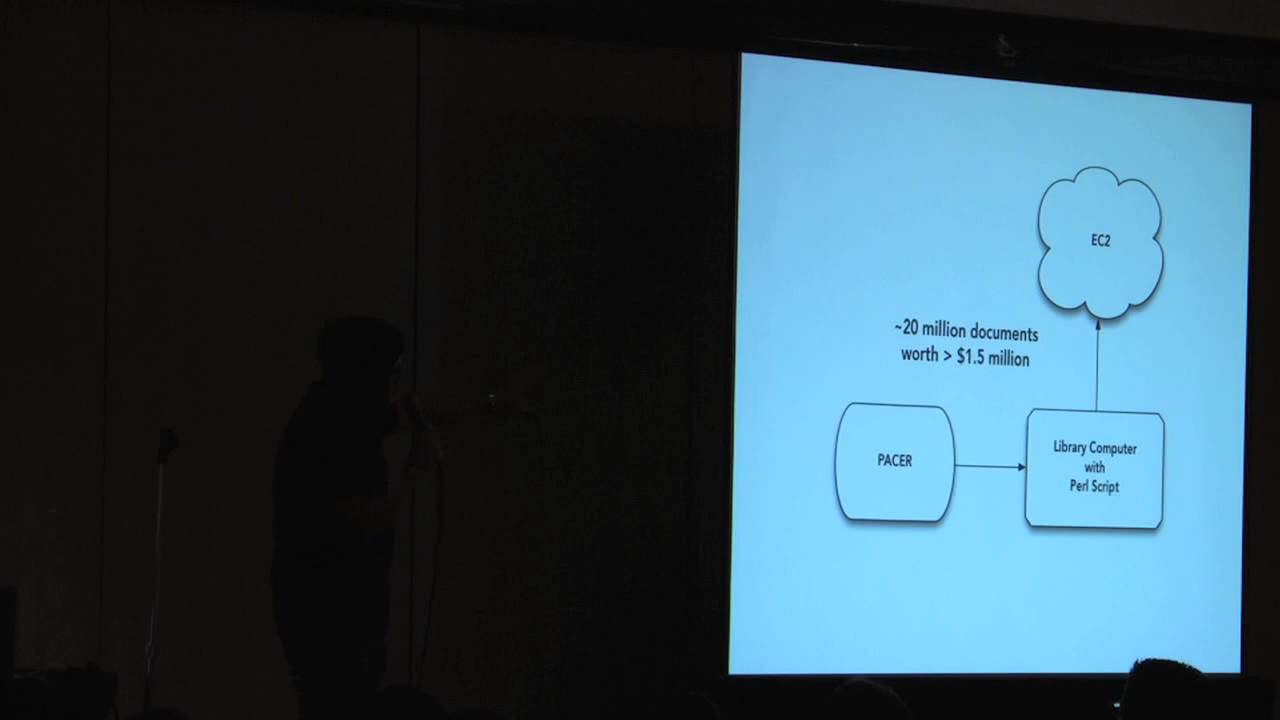 EC2
~20 million documents
worth > $1.5 million
PACER
Library Computer
with
Perl Script